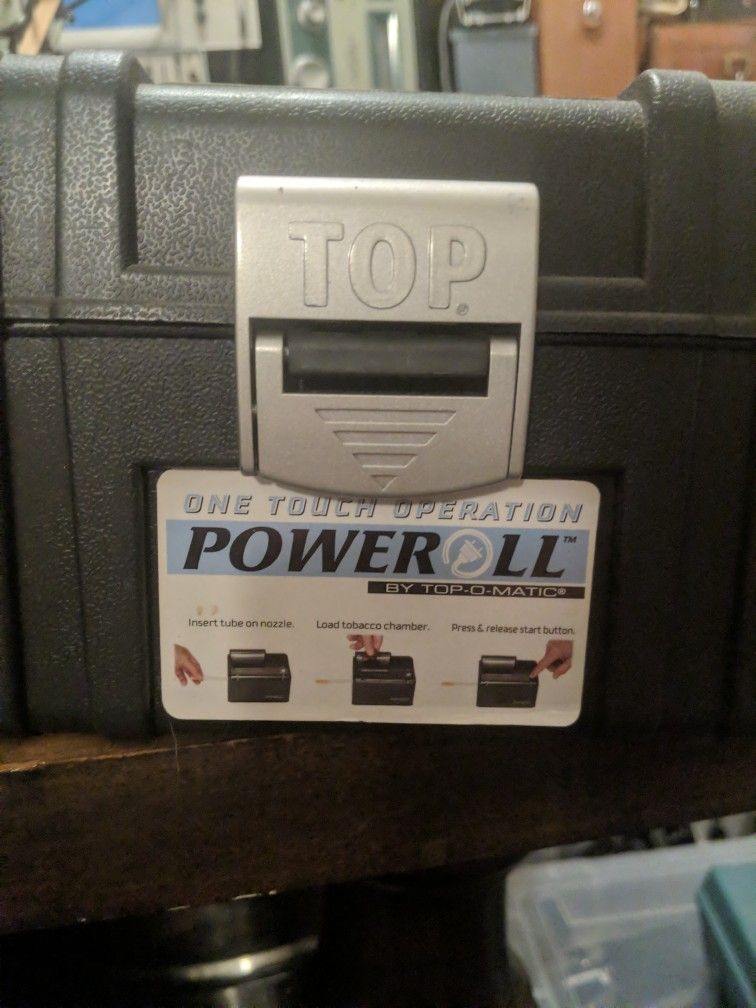 TOP®
ONE TOUCH OPERATION
POWEROLL™
BY TOP-O-MATIC®
Insert tube on nozzle. Load tobacco chamber. Press & release start button.